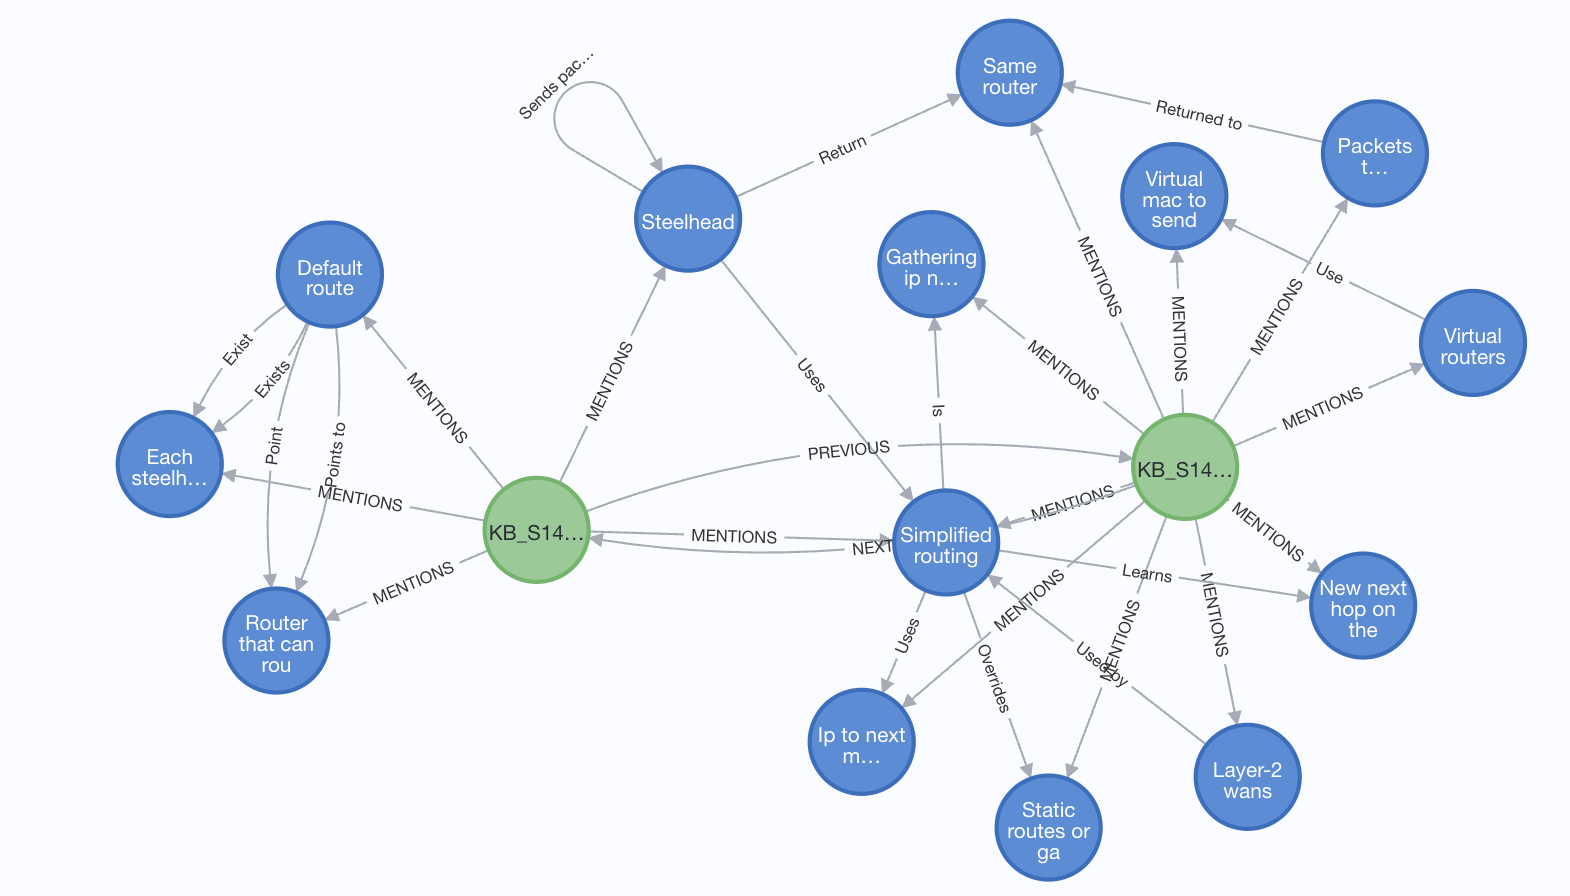 Sends pac…
Same
router
Returned to
Packets
t…
Return
Virtual
mac to
send
Steelhead
Gathering
ip n…
MENTIONS
MENTIONS
MENTIONS
Use
Default
route
Virtual
routers
Exist
Exists
MENTIONS
MENTIONS
Uses
MENTIONS
Is
MENTIONS
Point
Points to
PREVIOUS
Each
steelh…
MENTIONS
KB_S14…
KB_S14…
MENTIONS
MENTIONS
NEXT
Simplified
routing
MENTIONS
MENTIONS
Learns
New next
hop on
the
MENTIONS
Router
that can
rou
Uses
MENTIONS
Overrides
MENTIONS
Used by
MENTIONS
Ip to next
m…
Layer-2
wans
Static
routes or
ga